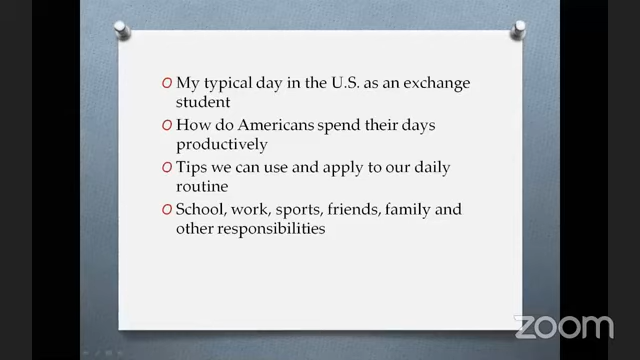 O My typical day in the U.S. as an exchange
student
O How do Americans spend their days
productively
O Tips we can use and apply to our daily
routine
O School, work, sports, friends, family and
other responsibilities
zoom